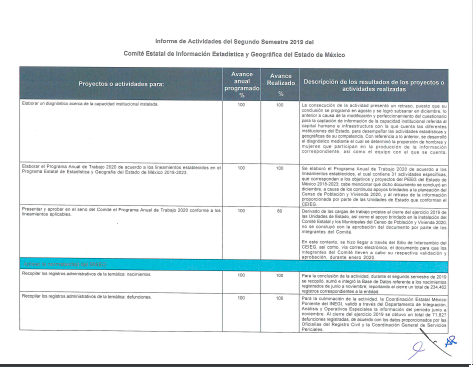 Informe de Actividades del Segundo Semestre 2019 del
Comité Estatal de Información Estadística y Geográfica del Estado de México
Proyectos o actividades para:
Avance anual programado %
Avance Realizado %
Descripción de los resultados de los proyectos o actividades realizadas
Elaborar un diagnóstico acerca de la capacidad institucional instalada.
100
100
La consecución de la actividad presentó un retraso, puesto que su
conclusión se programó en agosto y se logró subsanar en diciembre, lo
anterior a causa de la modificación y perfeccionamiento del cuestionario
para la captación de información de la capacidad institucional referida al
capital humano e infraestructura con lo que cuenta las diferentes
instituciones del Estado, para desempeñar las actividades estadísticas y
geográficas de su competencia. Con referencia a lo anterior, se desarrolló
el diagnóstico mediante el cual se determinó la proporción de hombres y
mujeres que participan en la producción de la información
correspondiente, así como el equipo con el que se cuenta.
Elaborar el Programa Anual de Trabajo 2020 de acuerdo a los lineamientos establecidos en el
Programa Estatal de Estadística y Geografía del Estado de México 2018-2023.
100
100
Se elaboró el Programa Anual de Trabajo 2020 de acuerdo a los
lineamientos establecidos, el cual contiene 31 actividades específicas,
que corresponden a los objetivos y proyectos del PEEG del Estado de
México 2018-2023; cabe mencionar que dicho documento se concluyó en
diciembre, a causa de los continuos apoyos brindados a la planeación del
Censo de Población y Vivienda 2020; y al retraso de la información
proporcionada por parte de las Unidades de Estado que conforman el
CEIEG.
Presentar y aprobar en el seno del Comité el Programa Anual de Trabajo 2020 conforme a los
lineamientos aplicables.
100
80
Derivado de las cargas de trabajo propias al cierre del ejercicio 2019 de
las Unidades de Estado, así como el apoyo brindado en la instalación del
Comité Estatal y los Municipales del Censo de Población y Vivienda 2020,
no se concluyó con la aprobación del documento por parte de los
integrantes del Comité.
En este contexto, se hizo llegar a través del Sitio de Intercambio del
CEIEG, así como, vía correo electrónico, el documento para que los
integrantes del Comité lleven a cabo su respectiva validación y
aprobación, durante enero 2020.
Recopilar los registros administrativos de la temática: nacimientos.
100
100
Para la conclusión de la actividad, durante el segundo semestre de 2019
se recopiló, sumó e integró la Base de Datos referente a los nacimientos
registrados de junio a noviembre; reportando al cierre un total de 234,462
registros correspondientes a la entidad.
Recopilar los registros administrativos de la temática: defunciones.
100
100
Para la culminación de la actividad, la Coordinación Estatal México
Poniente del INEGI, validó a través del Departamento de Integración,
Análisis y Operativos Especiales la información del período junio a
noviembre. Al cierre del ejercicio 2019 se obtuvo un total de 71,827
defunciones registradas, de acuerdo con los datos proporcionados por las
Oficialías del Registro Civil y la Coordinación General de Servicios
Periciales.